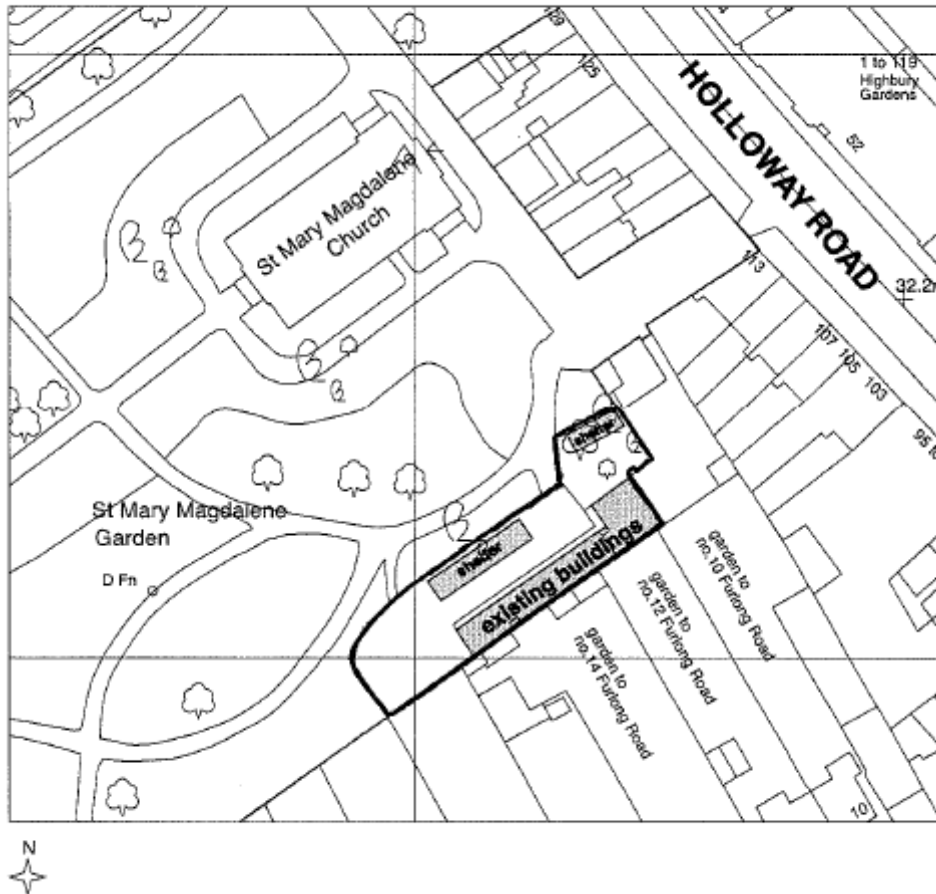 129
125
HOLLOWAY ROAD
1 to 119
Highbury
Gardens
52
St Mary Magdalene
Church
32.2
113
107
105
103
95
shelter
St Mary Magdalene
Garden
D Fn
shelter
existing buildings
garden to
no.10 Furlong Road
garden to
no.12 Furlong Road
garden to
no.14 Furlong Road
10
N